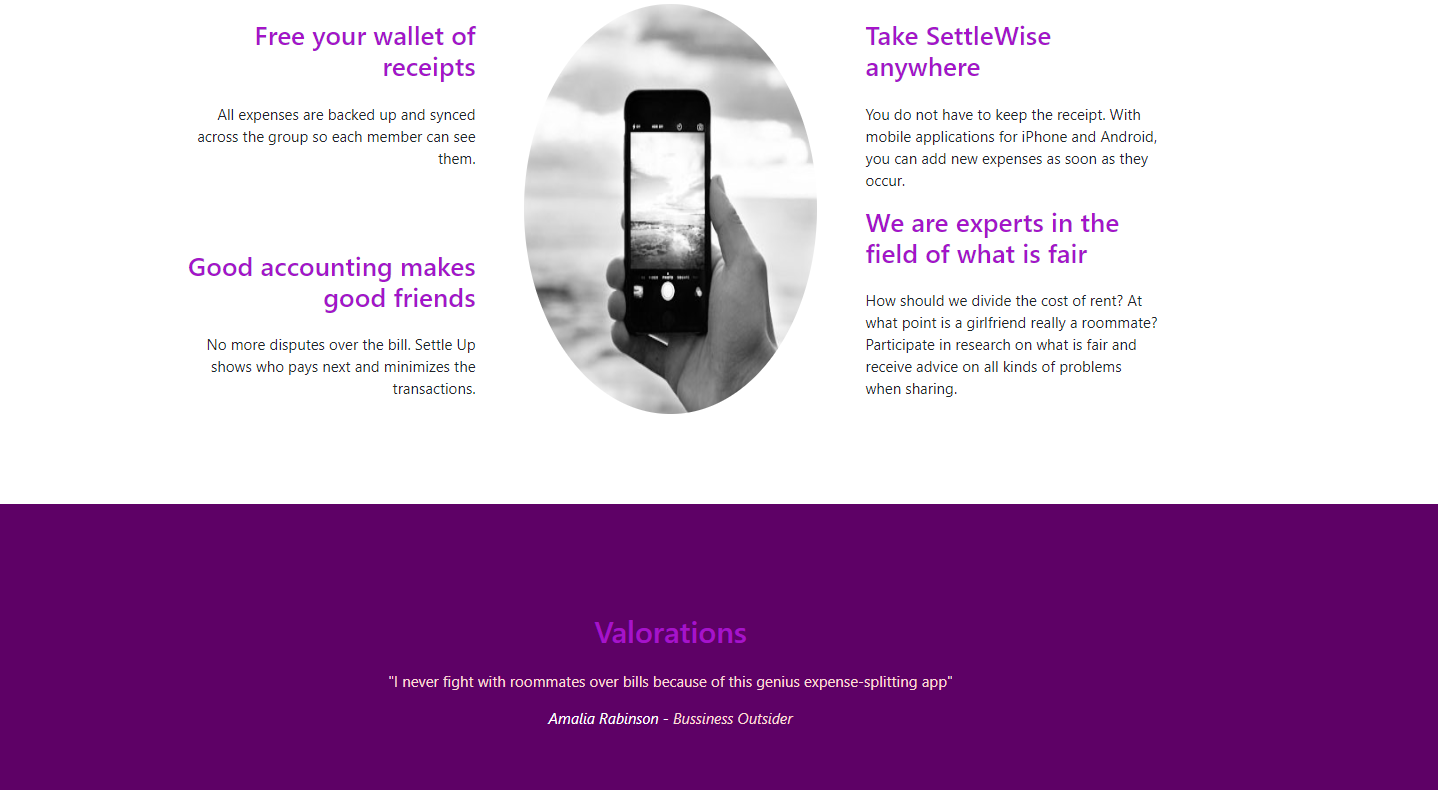 Free your wallet of
receipts
All expenses are backed up and synced
across the group so each member can see
them.
Good accounting makes
good friends
No more disputes over the bill. Settle Up
shows who pays next and minimizes the
transactions.
Take SettleWise
anywhere
You do not have to keep the receipt. With
mobile applications for iPhone and Android,
you can add new expenses as soon as they
occur.
We are experts in the
field of what is fair
How should we divide the cost of rent? At
what point is a girlfriend really a roommate?
Participate in research on what is fair and
receive advice on all kinds of problems
when sharing.
Valorations
"I never fight with roommates over bills because of this genius expense-splitting app"
Amalia Rabinson - Bussiness Outsider